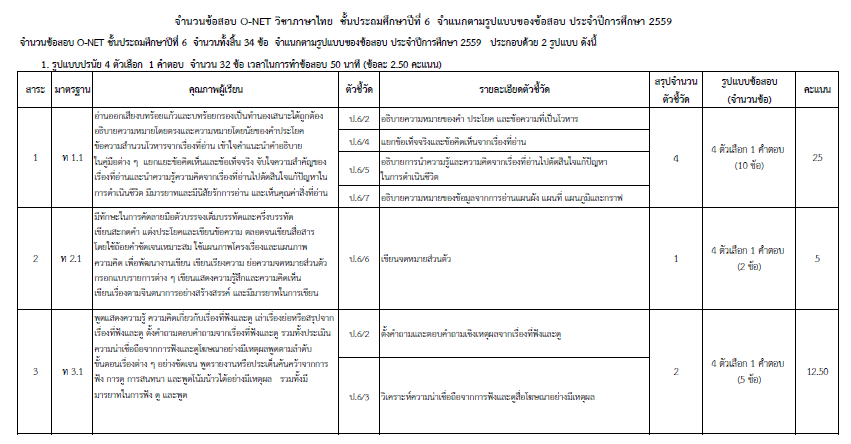 จำนวนข้อสอบ O-NET วิชาภาษาไทย ชั้นประถมศึกษาปีที่ 6 จำแนกตามรูปแบบของข้อสอบ ประจำปีการศึกษา 2559
จำนวนข้อสอบ O-NET ชั้นประถมศึกษาปีที่ 6 จำนวนทั้งสิ้น 34 ข้อ จำแนกตามรูปแบบของข้อสอบ ประจำปีการศึกษา 2559 ประกอบด้วย 2 รูปแบบ ดังนี้
1. รูปแบบปรนัย 4 ตัวเลือก 1 คำตอบ จำนวน 32 ข้อ เวลาในการทำข้อสอบ 50 นาที (ข้อละ 2.50 คะแนน)
สาระ มาตรฐาน คุณภาพผู้เรียน ตัวชี้วัด รายละเอียดตัวชี้วัด สรุปจำนวน รูปแบบข้อสอบ คะแนน
ตัวชี้วัด (จำนวนข้อ)
1 ท 1.1
อ่านออกเสียงบทร้อยแก้วและบทร้อยกรองเป็นทำนองเสนาะได้ถูกต้อง
อธิบายความหมายโดยตรงและความหมายโดยนัยของคำประโยค
ข้อความสำนวนโวหารจากเรื่องที่อ่าน เข้าใจคำแนะนำคำอธิบาย
ในคู่มือต่าง ๆ แยกแยะข้อคิดเห็นและข้อเท็จจริง จับใจความสำคัญของ
เรื่องที่อ่านและนำความรู้ความคิดจากเรื่องที่อ่านไปตัดสินใจแก้ปัญหาใน
การดำเนินชีวิต มีมารยาทและมีนิสัยรักการอ่าน และเห็นคุณค่าสิ่งที่อ่าน
ป.6/2 อธิบายความหมายของคำ ประโยค และข้อความที่เป็นโวหาร
ป.6/4 แยกข้อเท็จจริงและข้อคิดเห็นจากเรื่องที่อ่าน
ป.6/5 อธิบายการนำความรู้และความคิดจากเรื่องที่อ่านไปตัดสินใจแก้ปัญหา
ในการดำเนินชีวิต
ป.6/7 อธิบายความหมายของข้อมูลจากการอ่านแผนผัง แผนที่ แผนภูมิและกราฟ
4
4 ตัวเลือก 1 คำตอบ
(10 ข้อ)
25
2 ท 2.1
มีทักษะในการคัดลายมือตัวบรรจงเต็มบรรทัดและครึ่งบรรทัด
เขียนสะกดคำ แต่งประโยคและเขียนข้อความ ตลอดจนเขียนสื่อสาร
โดยใช้ถ้อยคำชัดเจนเหมาะสม ใช้แผนภาพโครงเรื่องและแผนภาพ
ความคิด เพื่อพัฒนางานเขียน เขียนเรียงความ ย่อความจดหมายส่วนตัว
กรอกแบบรายการต่าง ๆ เขียนแสดงความรู้สึกและความคิดเห็น
เขียนเรื่องตามจินตนาการอย่างสร้างสรรค์ และมีมารยาทในการเขียน
ป.6/6 เขียนจดหมายส่วนตัว
1
4 ตัวเลือก 1 คำตอบ
(2 ข้อ)
5
3 ท 3.1
พูดแสดงความรู้ ความคิดเกี่ยวกับเรื่องที่ฟังและดู เล่าเรื่องย่อหรือสรุปจาก
เรื่องที่ฟังและดู ตั้งคำถามตอบคำถามจากเรื่องที่ฟังและดู รวมทั้งประเมิน
ความน่าเชื่อถือจากการฟังและดูโฆษณาอย่างมีเหตุผลพูดตามลำดับ
ขั้นตอนเรื่องต่าง ๆ อย่างชัดเจน พูดรายงานหรือประเด็นค้นคว้าจากการ
ฟัง การดู การสนทนา และพูดโน้มน้าวได้อย่างมีเหตุผล รวมทั้งมี
มารยาทในการฟัง ดู และพูด
ป.6/2 ตั้งคำถามและตอบคำถามเชิงเหตุผลจากเรื่องที่ฟังและดู
ป.6/3 วิเคราะห์ความน่าเชื่อถือจากการฟังและดูสื่อโฆษณาอย่างมีเหตุผล
2
4 ตัวเลือก 1 คำตอบ
(5 ข้อ)
12.50